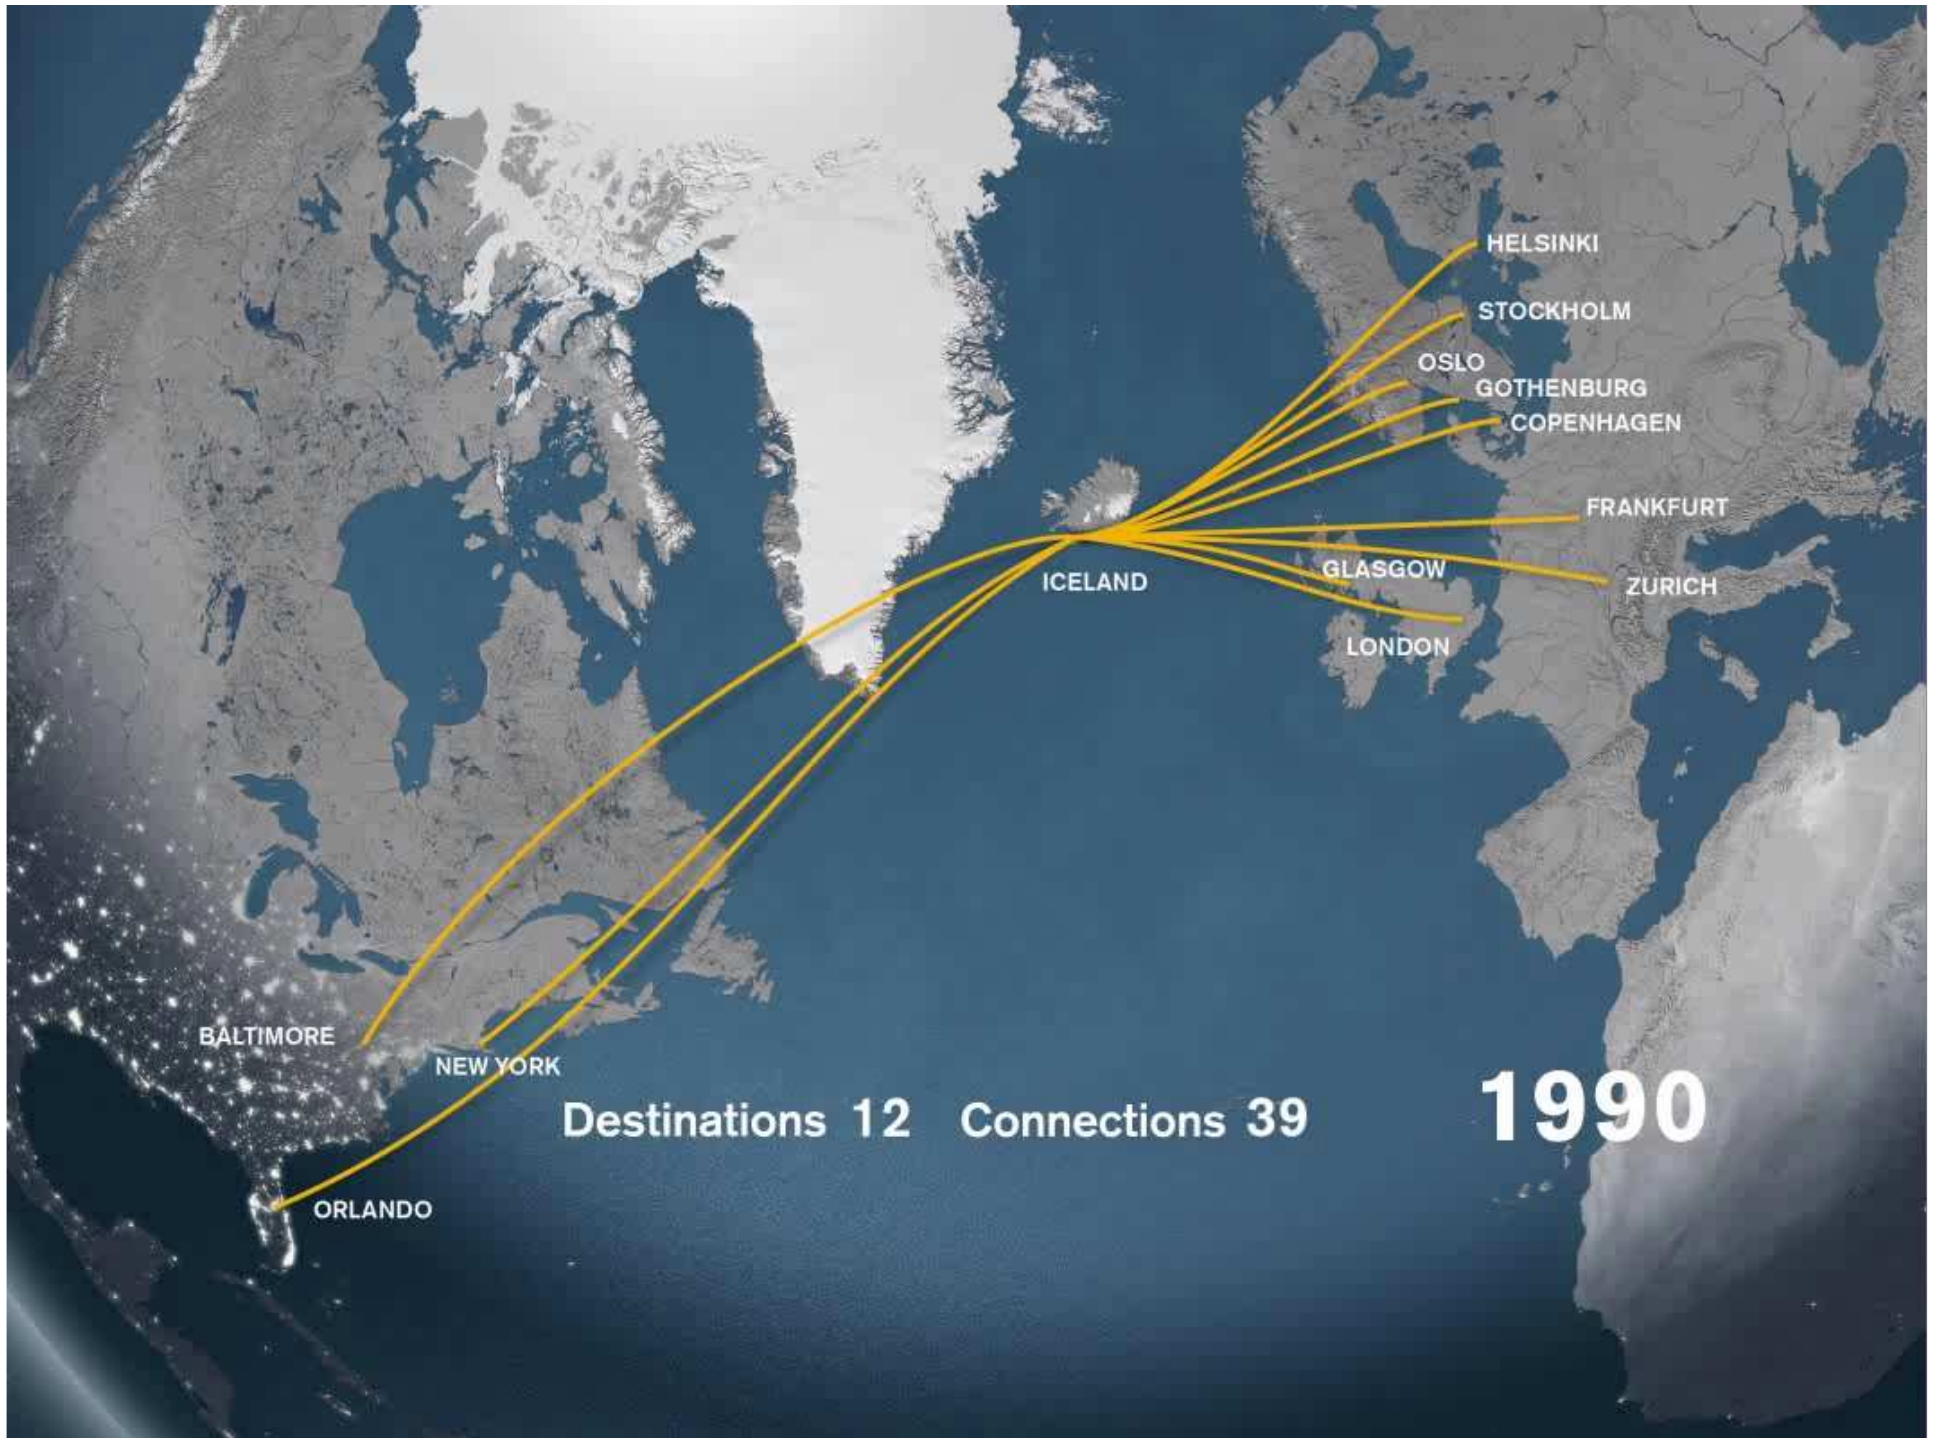 HELSINKI
STOCKHOLM
OSLO
GOTHENBURG
COPENHAGEN
FRANKFURT
GLASGOW
ICELAND
ZURICH
LONDON
BALTIMORE
NEW YORK
Destinations 12 Connections 39
1990
ORLANDO